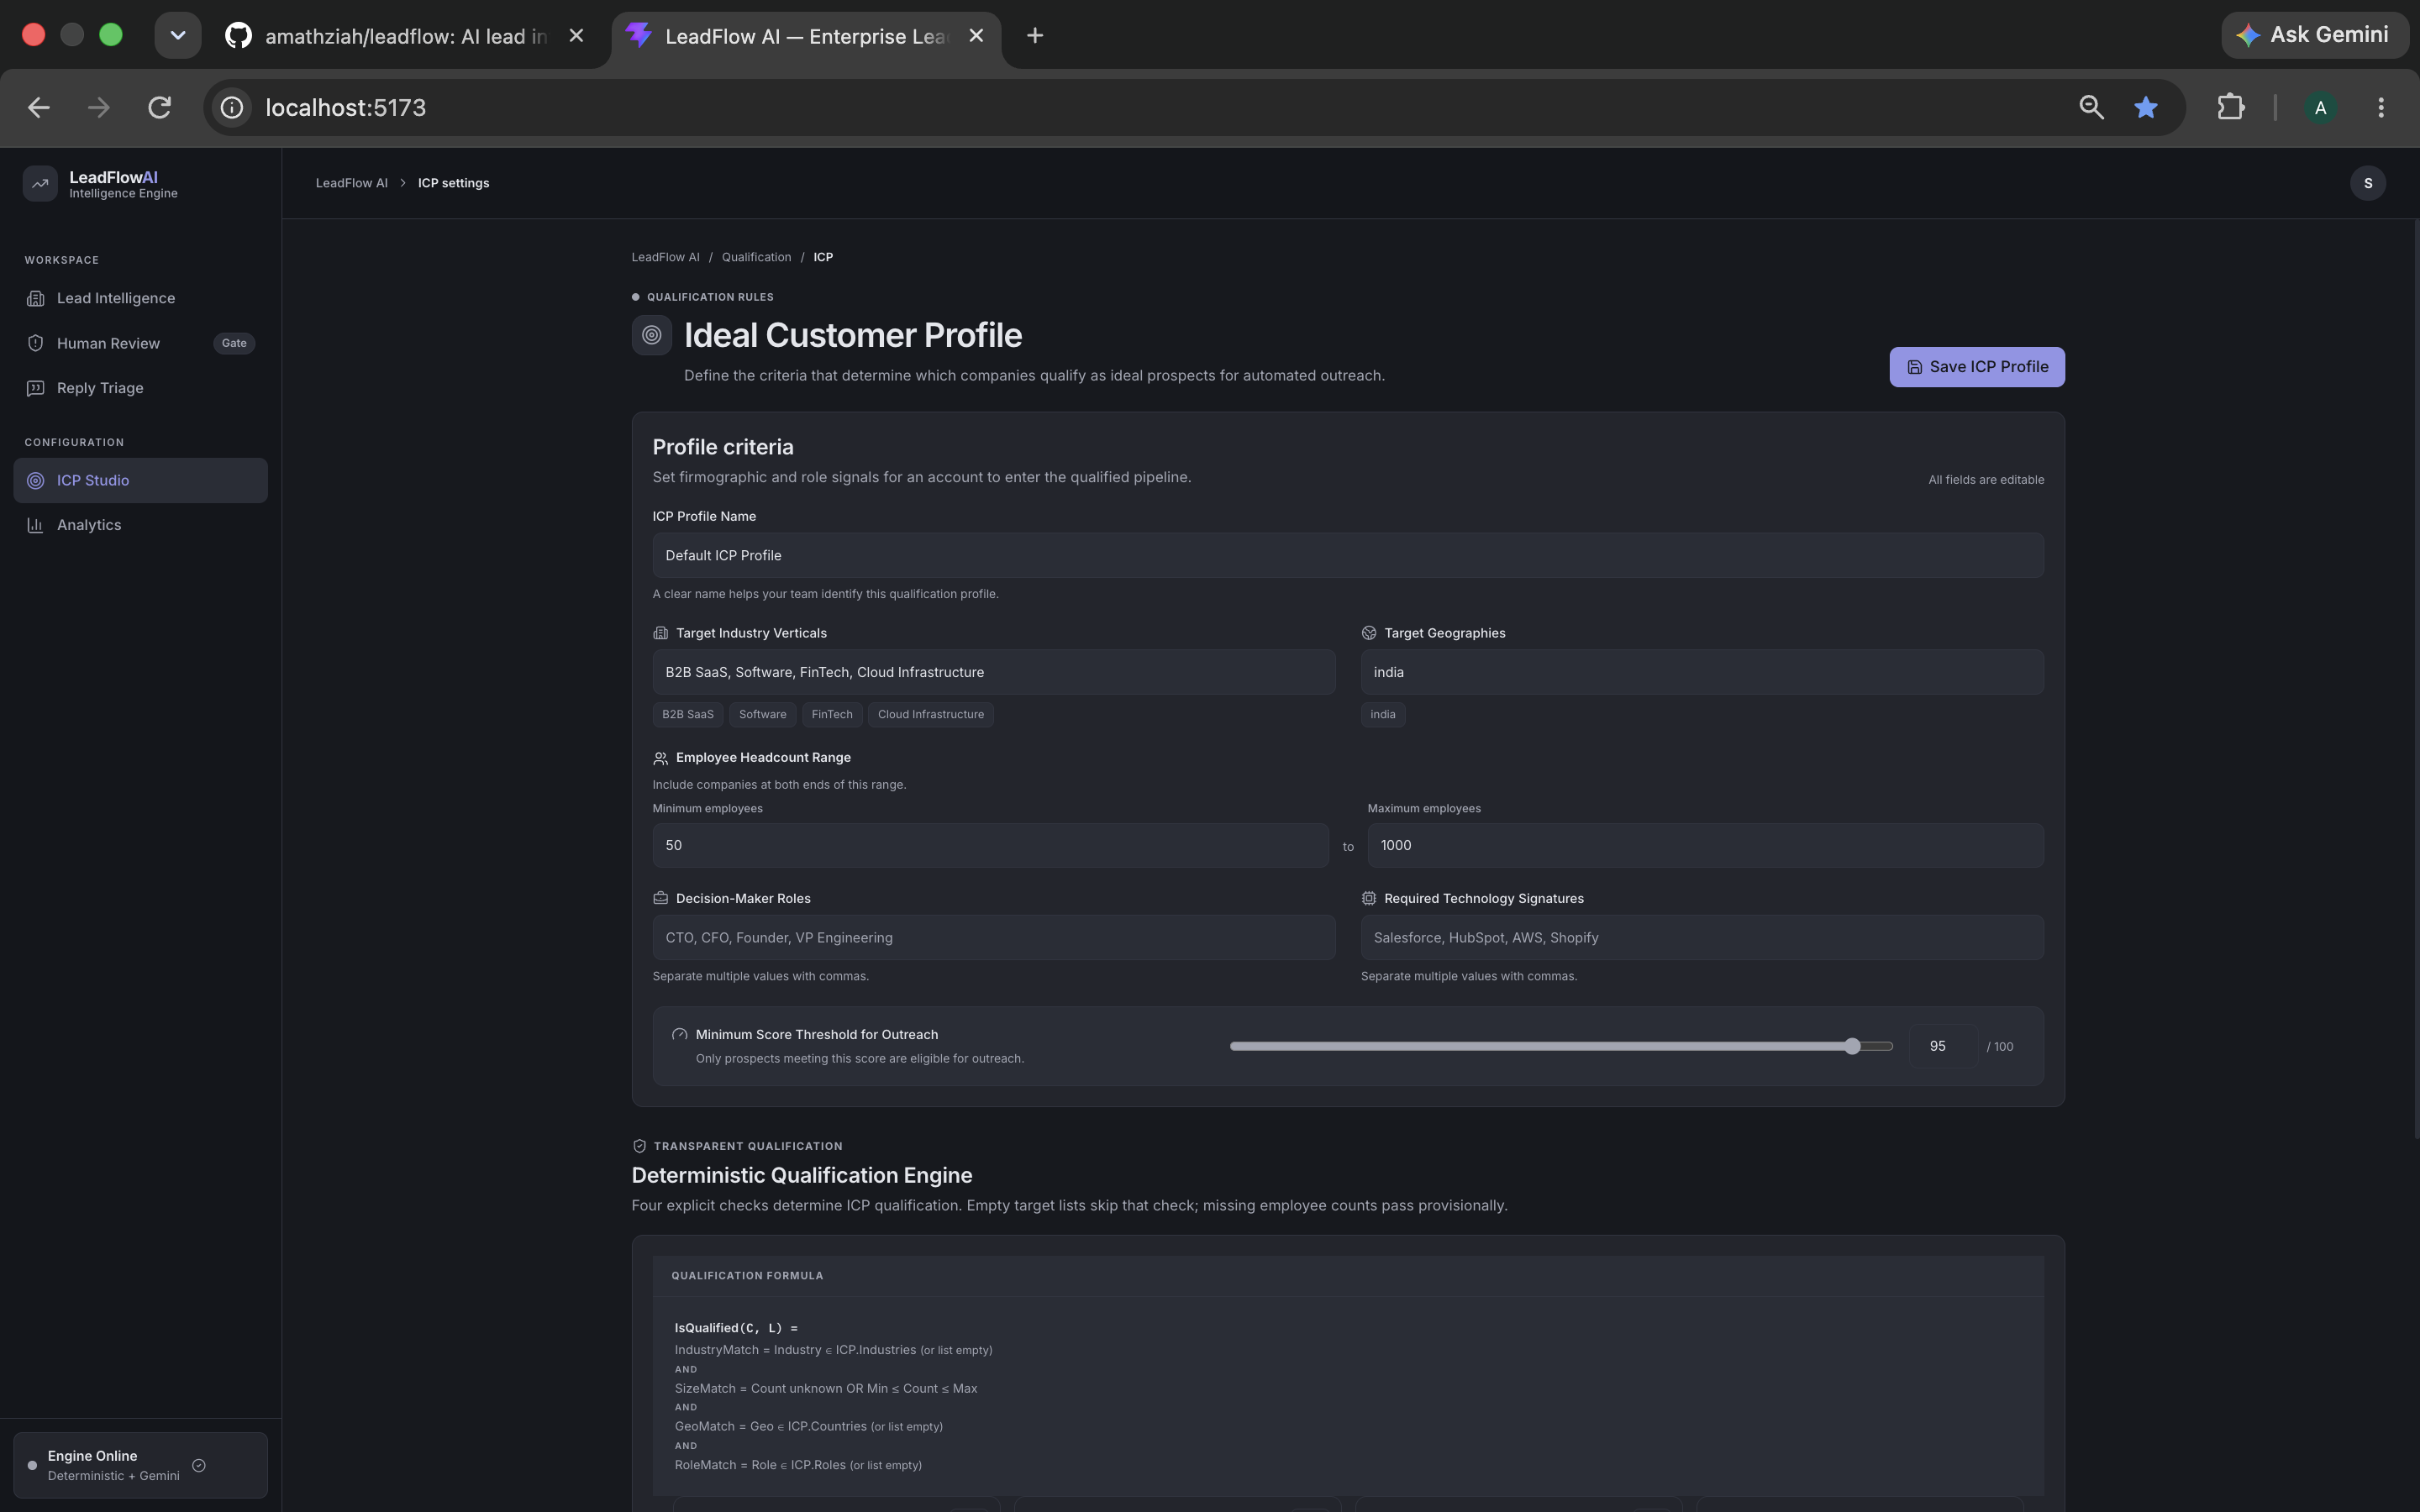 amathziah/leadflow: AI lead in
LeadFlow AI — Enterprise Lea
Ask Gemini
localhost:5173
A
LeadFlowAI
Intelligence Engine
LeadFlow AI > ICP settings
S
WORKSPACE
Lead Intelligence
Human Review
Gate
Reply Triage
CONFIGURATION
ICP Studio
Analytics
Engine Online
Deterministic + Gemini
LeadFlow AI / Qualification / ICP
QUALIFICATION RULES
Ideal Customer Profile
Define the criteria that determine which companies qualify as ideal prospects for automated outreach.
Save ICP Profile
Profile criteria
Set firmographic and role signals for an account to enter the qualified pipeline.
All fields are editable
ICP Profile Name
Default ICP Profile
A clear name helps your team identify this qualification profile.
Target Industry Verticals
B2B SaaS, Software, FinTech, Cloud Infrastructure
B2B SaaS Software FinTech Cloud Infrastructure
Target Geographies
india
india
Employee Headcount Range
Include companies at both ends of this range.
Minimum employees
50
to
Maximum employees
1000
Decision-Maker Roles
CTO, CFO, Founder, VP Engineering
Separate multiple values with commas.
Required Technology Signatures
Salesforce, HubSpot, AWS, Shopify
Separate multiple values with commas.
Minimum Score Threshold for Outreach
Only prospects meeting this score are eligible for outreach.
95 / 100
TRANSPARENT QUALIFICATION
Deterministic Qualification Engine
Four explicit checks determine ICP qualification. Empty target lists skip that check; missing employee counts pass provisionally.
QUALIFICATION FORMULA
IsQualified(C, L) =
IndustryMatch = Industry ∈ ICP.Industries (or list empty)
AND
SizeMatch = Count unknown OR Min ≤ Count ≤ Max
AND
GeoMatch = Geo ∈ ICP.Countries (or list empty)
AND
RoleMatch = Role ∈ ICP.Roles (or list empty)